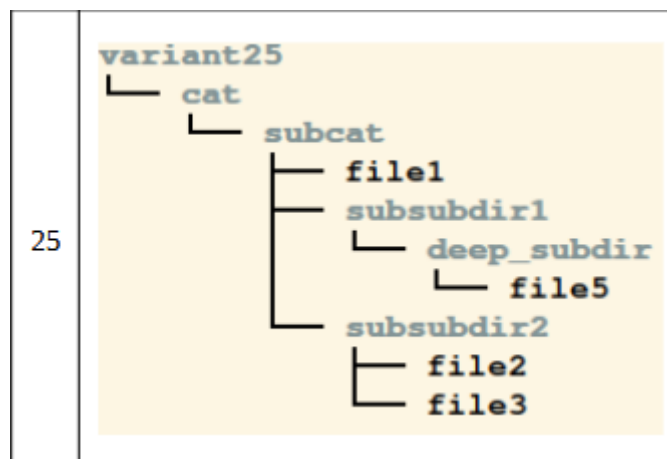 variant25
cat
subcat
file1
subsubdir1
25
deep_subdir
file5
subsubdir2
file2
file3